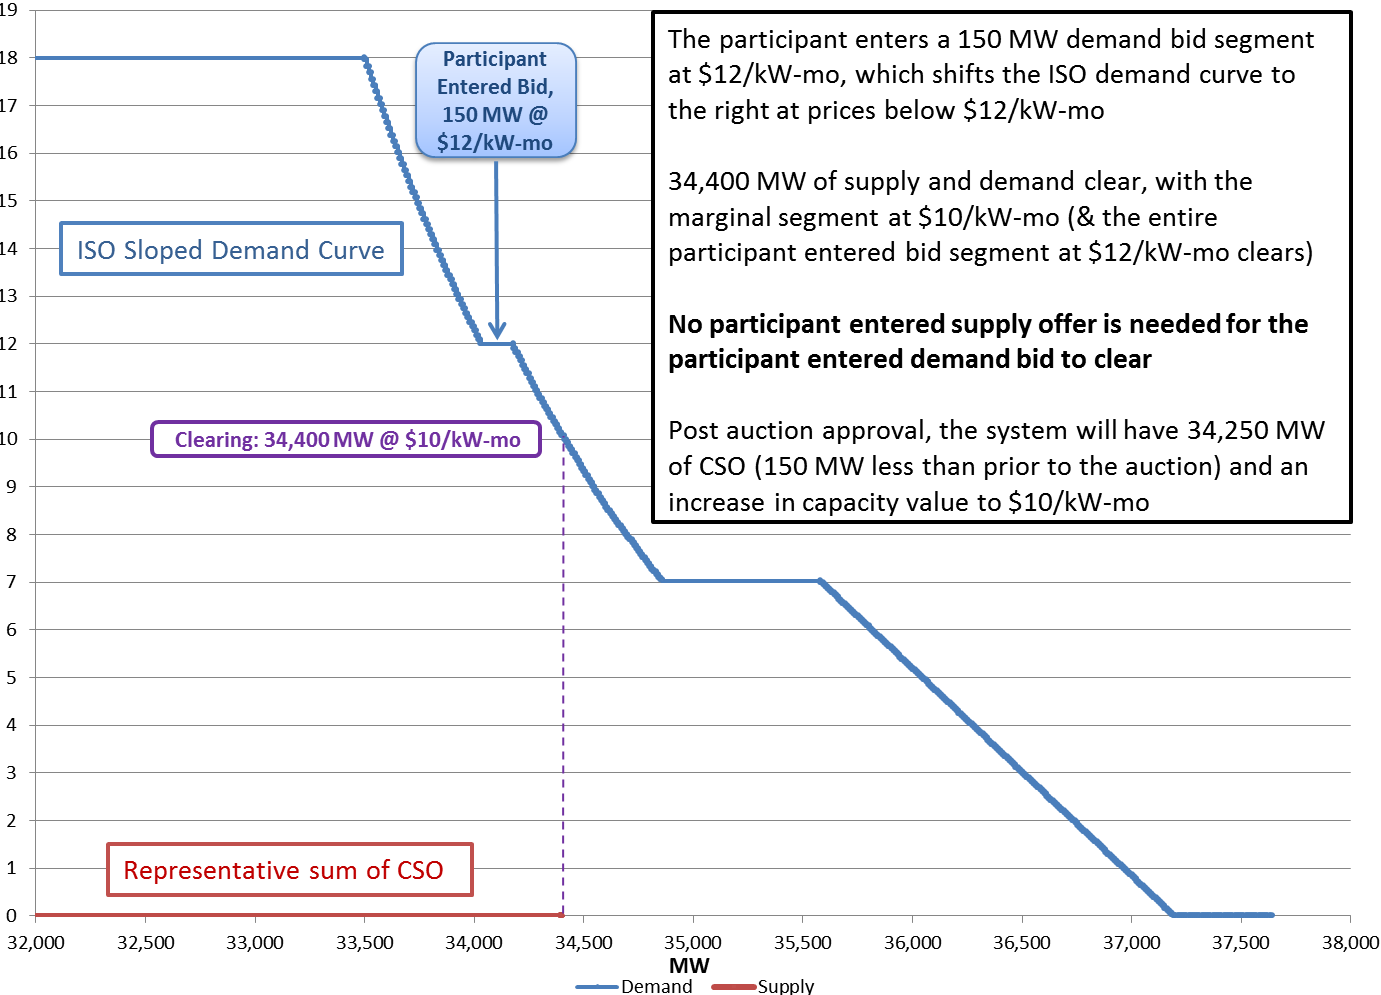 19
18
17
16
15
14
13
12
11
10
9
8
7
6
5
4
3
2
1
0
Participant
Entered Bid,
150 MW @
$12/kW-mo
ISO Sloped Demand Curve
Clearing: 34,400 MW @ $10/kW-mo
Representative sum of CSO
The participant enters a 150 MW demand bid segment
at $12/kW-mo, which shifts the ISO demand curve to
the right at prices below $12/kW-mo
34,400 MW of supply and demand clear, with the
marginal segment at $10/kW-mo (& the entire
participant entered bid segment at $12/kW-mo clears)
No participant entered supply offer is needed for the
participant entered demand bid to clear
Post auction approval, the system will have 34,250 MW
of CSO (150 MW less than prior to the auction) and an
increase in capacity value to $10/kW-mo
32,000 32,500 33,000 33,500 34,000 34,500 35,000 35,500 36,000 36,500 37,000 37,500 38,000
MW
Demand Supply